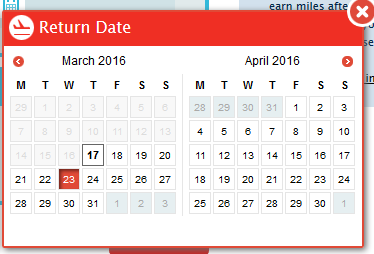 earn miles afte
Return Date
in
March 2016
M T W T F S S
29 1 2 3 4 5 6
7 8 9 10 11 12 13
14 15 16 17 18 19 20
21 22 23 24 25 26 27
28 29 30 31 1 2 3
April 2016
M T W T F S S
28 29 30 31 1 2 3
4 5 6 7 8 9 10
11 12 13 14 15 16 17
18 19 20 21 22 23 24
25 26 27 28 29 30 1